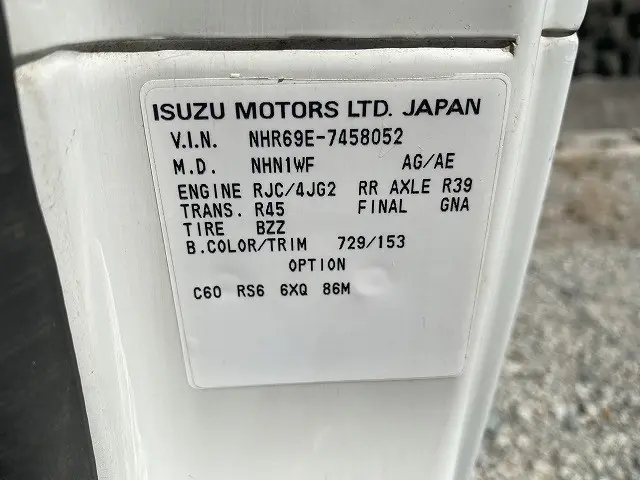 ISUZU MOTORS LTD. JAPAN
V.I.N. NHR69E-7458052
M.D. NHN1WF AG/AE
ENGINE RJC/4JG2 RR AXLE R39
TRANS. R45 FINAL GNA
TIRE BZZ
B.COLOR/TRIM 729/153
OPTION
C60 RS6 6XQ 86M